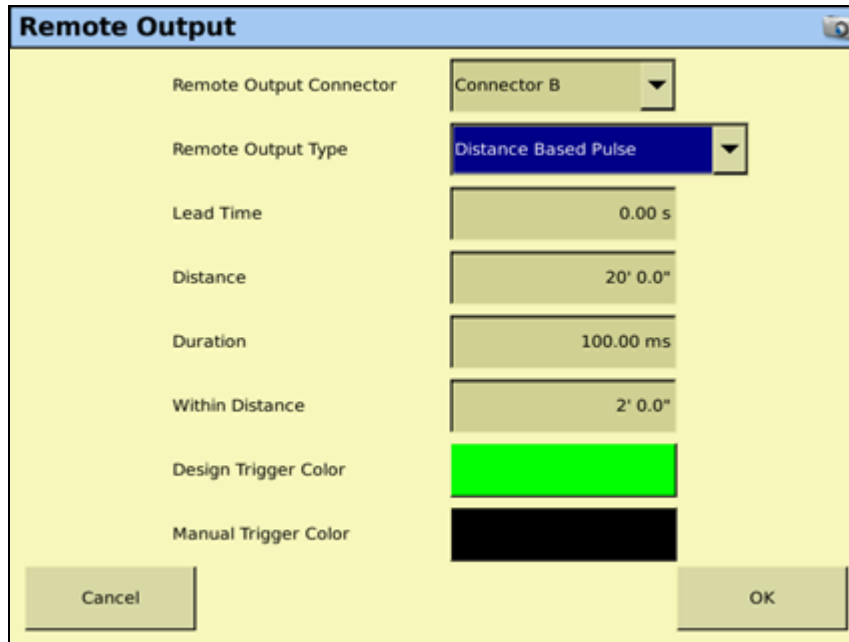 Remote Output
Remote Output Connector Connector B
Remote Output Type Distance Based Pulse
Lead Time 0.00 s
Distance 20' 0.0"
Duration 100.00 ms
Within Distance 2' 0.0"
Design Trigger Color
Manual Trigger Color
Cancel OK